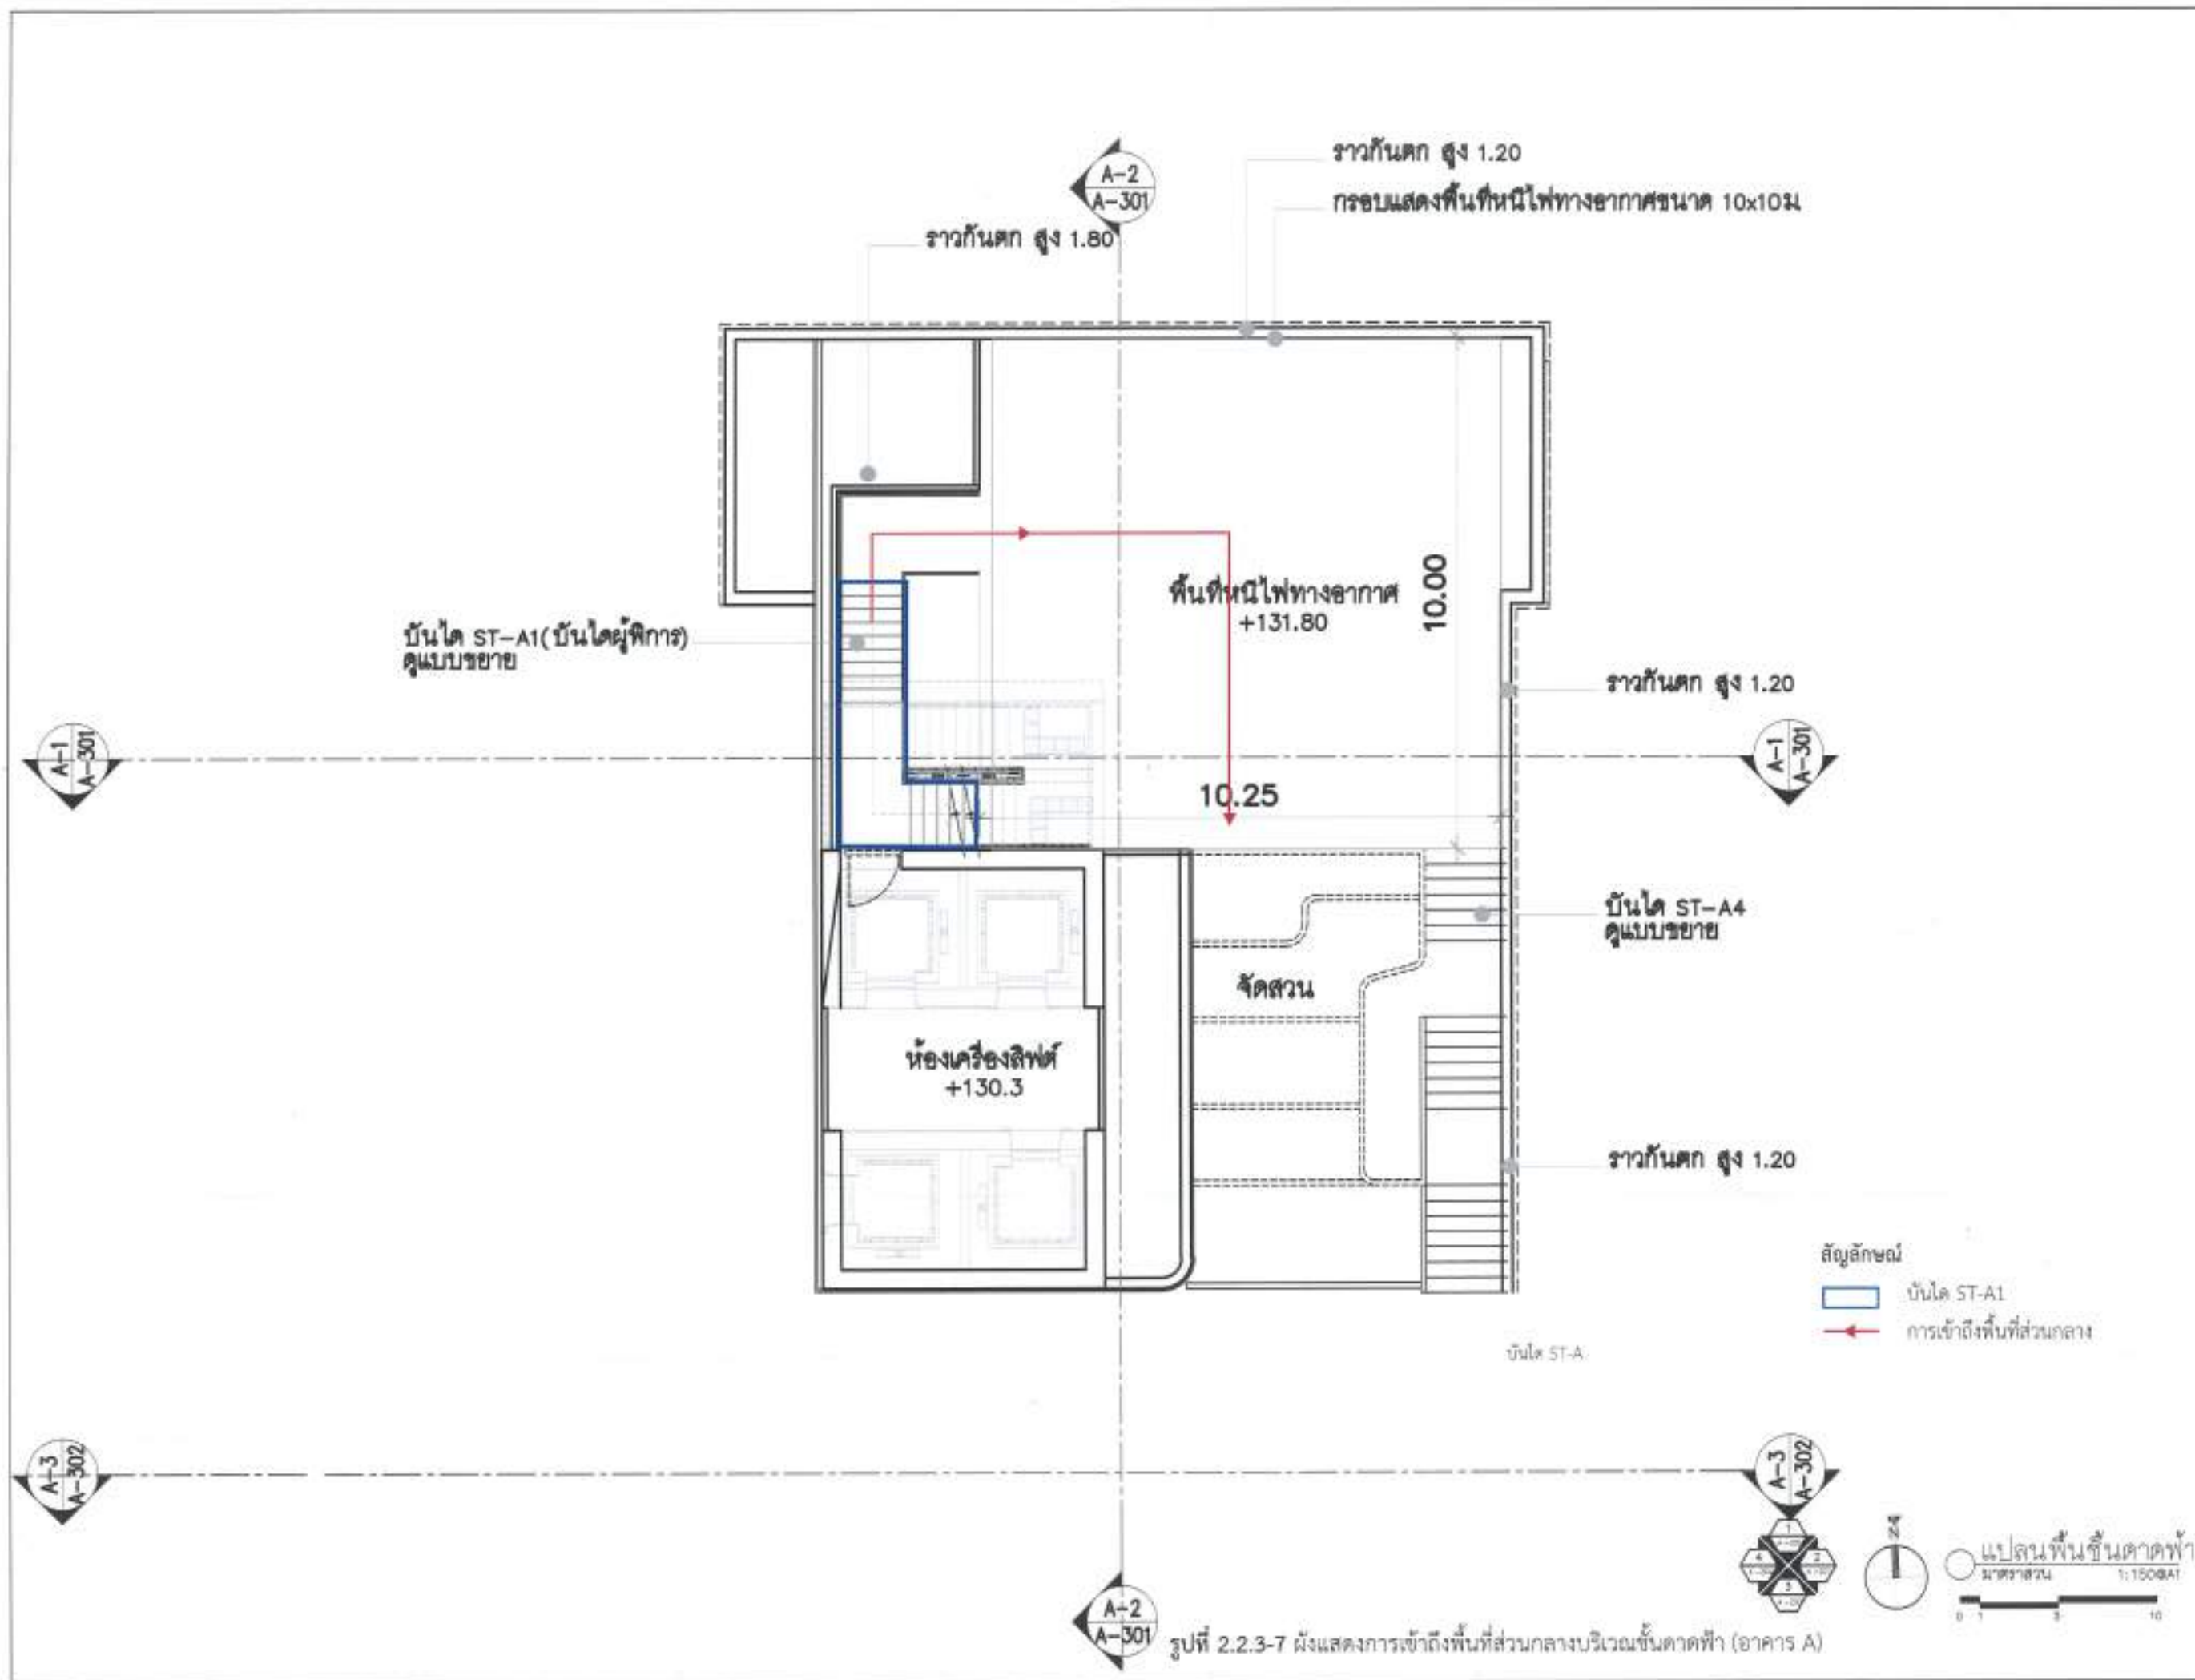 A-2
A-301
ราวกันตก สูง 1.20
กรอบแสดงพื้นที่หนีไฟทางอากาศขนาด 10x10ม
ราวกันตก สูง 1.80
พื้นที่หนีไฟทางอากาศ
+131.80
10.00
บันได ST-A1(บันไดผู้พิการ)
ดูแบบขยาย
ราวกันตก สูง 1.20
A-1
A-301
A-1
A-301
10.25
บันได ST-A4
ดูแบบขยาย
จัดสวน
ห้องเครื่องลิฟต์
+130.3
ราวกันตก สูง 1.20
สัญลักษณ์
บันได ST-A1
การเข้าถึงพื้นที่ส่วนกลาง
บันได ST-A
A-3
A-302
A-3
A-302
1
4
2
3
แปลนพื้นชั้นดาดฟ้า
มาตราส่วน 1:150@A1
0 1 5 10
A-2
A-301
รูปที่ 2.2.3-7 ผังแสดงการเข้าถึงพื้นที่ส่วนกลางบริเวณชั้นดาดฟ้า (อาคาร A)